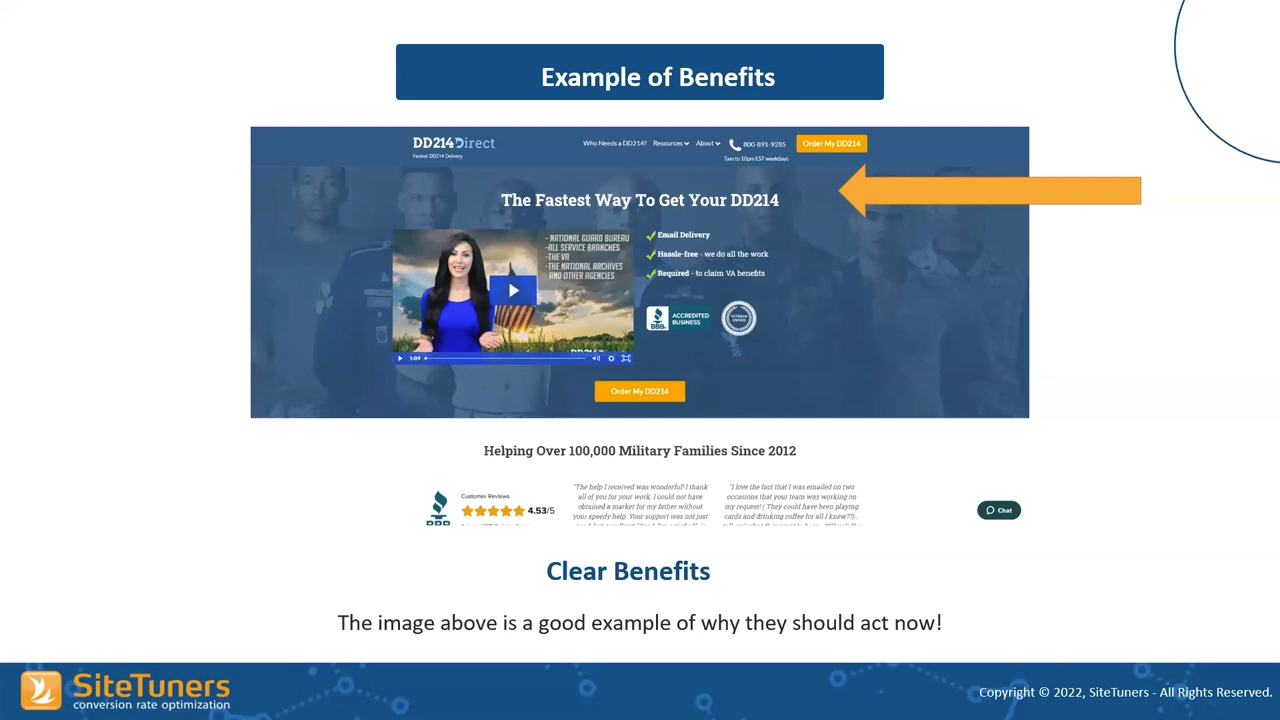 Example of Benefits
DD214Direct
Fastest DD214 Delivery
Who Needs a DD214? Resources About 800-891-9285 Order My DD214
7am to 10pm EST weekdays
The Fastest Way To Get Your DD214
- NATIONAL GUARD BUREAU
-ALL SERVICE BRANCHES
-THE VA
-THE NATIONAL ARCHIVES
AND OTHER AGENCIES
1:09
Email Delivery
Hassle-free - we do all the work
Required - to claim VA benefits
BBB
ACCREDITED
BUSINESS
VETERAN
OWNED
Order My DD214
Helping Over 100,000 Military Families Since 2012
BBB
Customer Reviews
4.53/5
"The help I received was wonderful! I thank
all of you for your work. I could not have
obtained a marker for my father without
your speedy help. Your support was not just
"I love the fact that I was emailed on two
occasions that your team was working on
my request! ( They could have been playing
cards and drinking coffee for all I knew??)...
Chat
Clear Benefits
The image above is a good example of why they should act now!
SiteTuners
conversion rate optimization
Copyright © 2022, SiteTuners - All Rights Reserved.